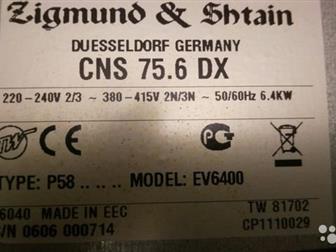 Zigmund & Shtain
DUESSELDORF GERMANY
CNS 75.6 DX
220-240V 2/3 ~ 380-415V 2N/3N ~ 50/60Hz 6.4KW
TYPE: P58 .. .. .. MODEL: EV6400
6040 MADE IN EEC
TW 81702
/N 0606 000714
CP1110029